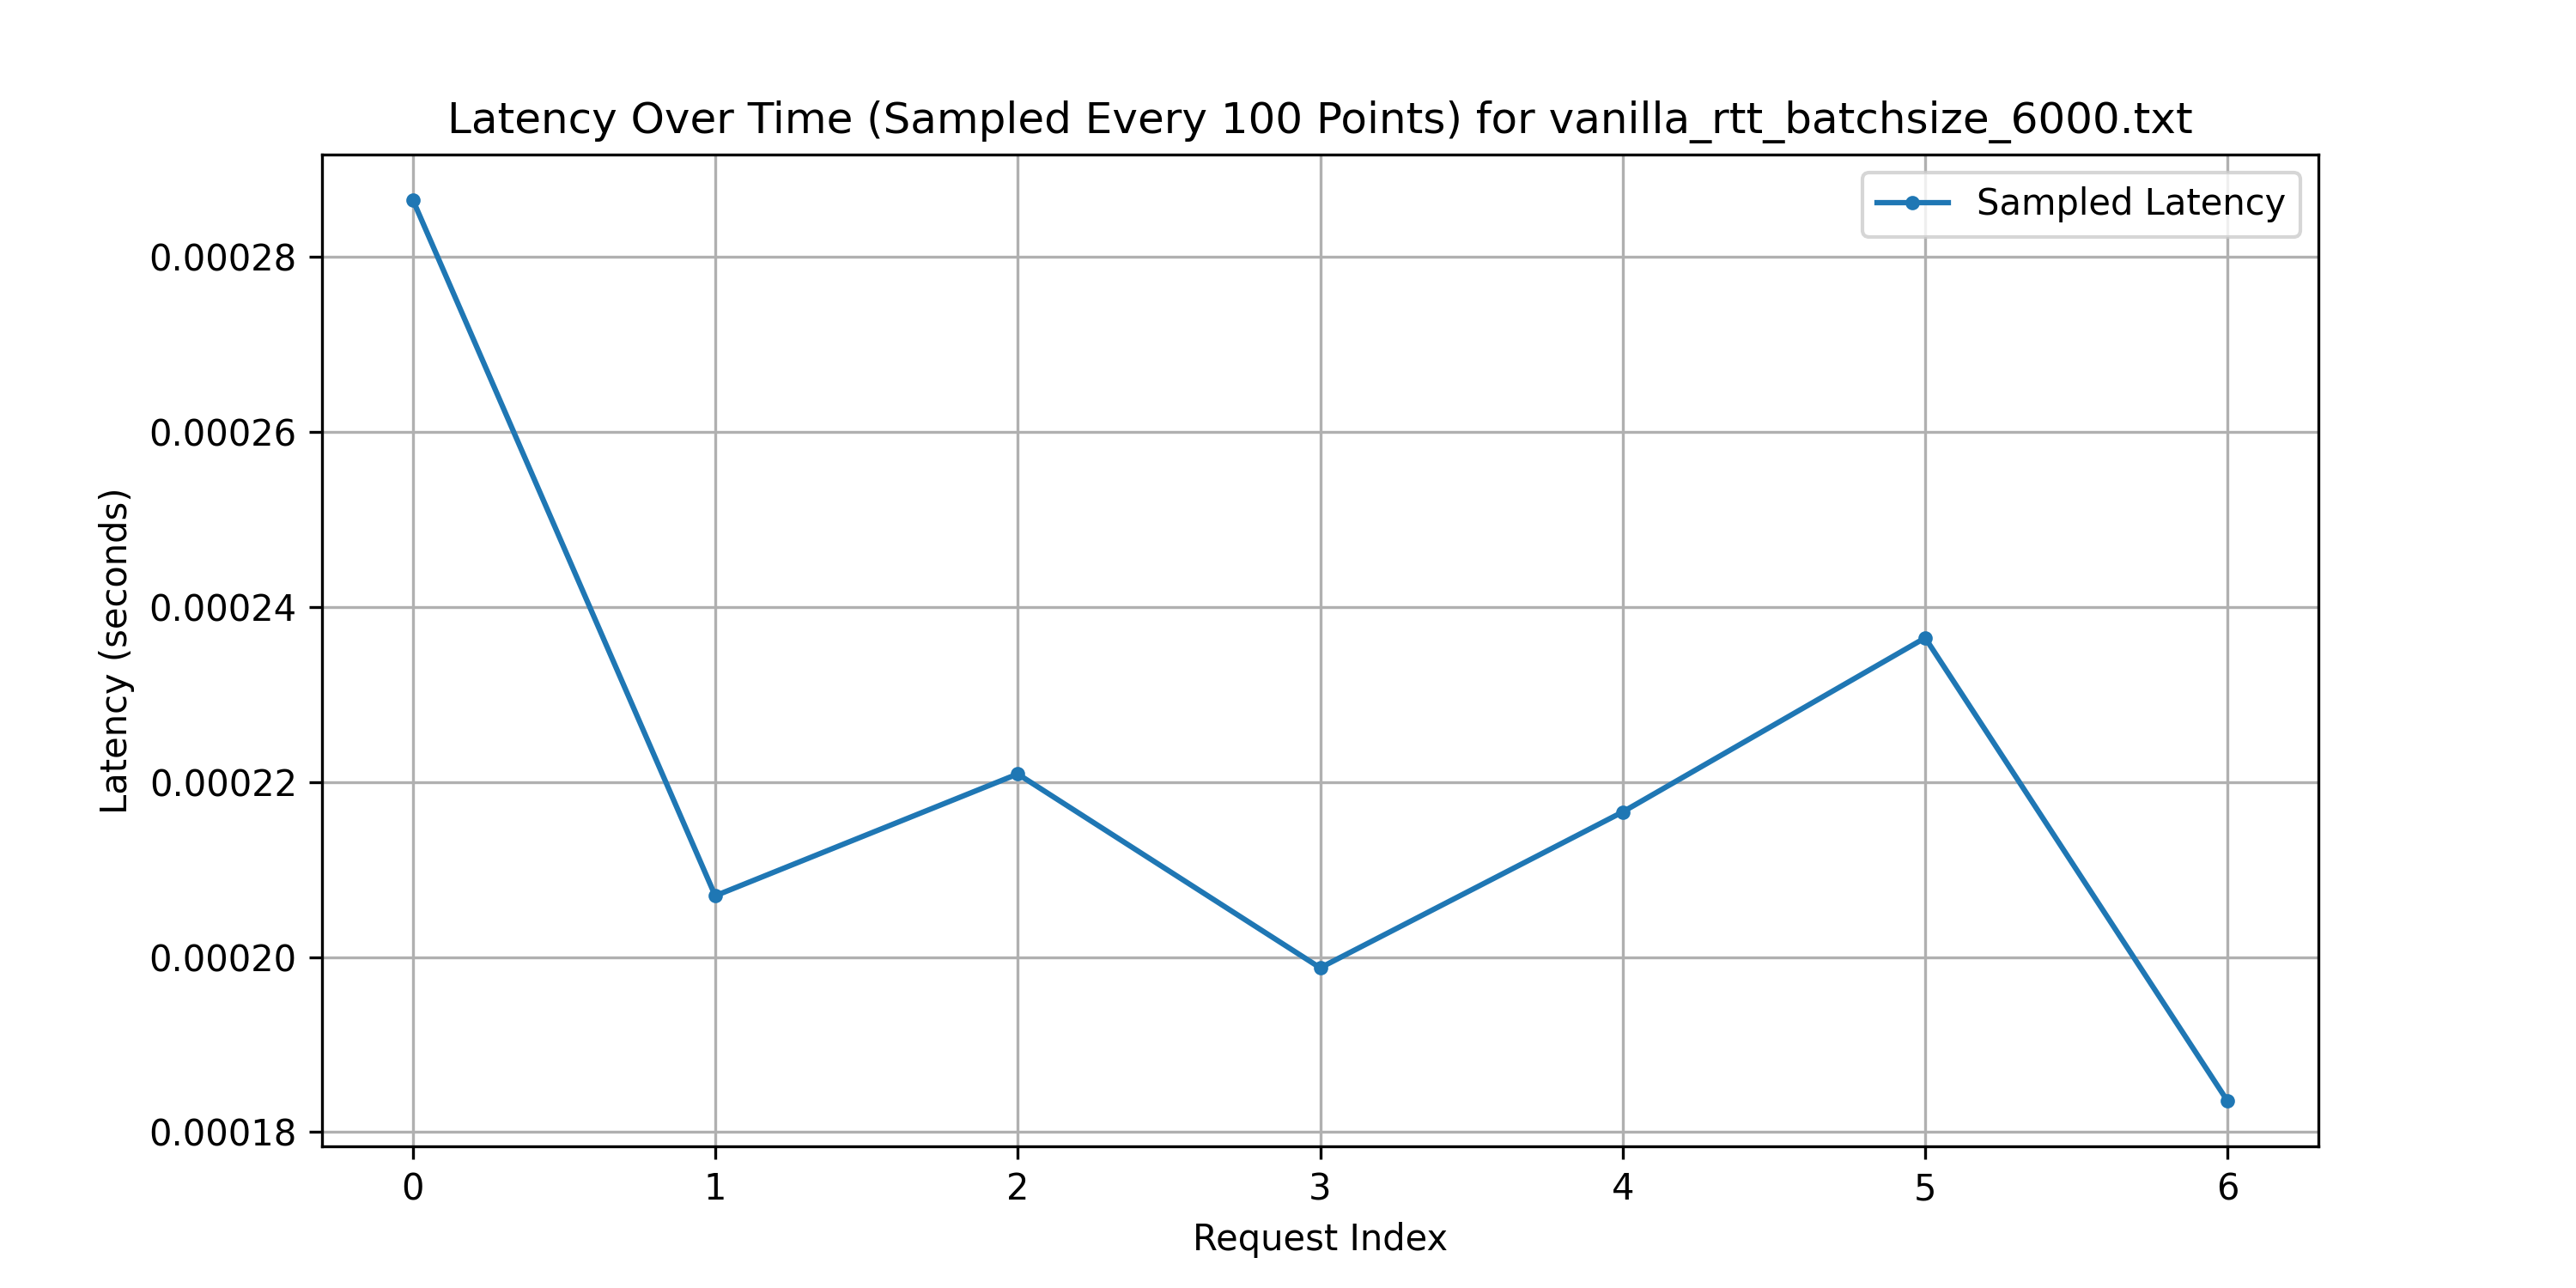 Latency Over Time (Sampled Every 100 Points) for vanilla_rtt_batchsize_6000.txt
Sampled Latency
Latency (seconds)
0.00028
0.00026
0.00024
0.00022
0.00020
0.00018
0 1 2 3 4 5 6
Request Index